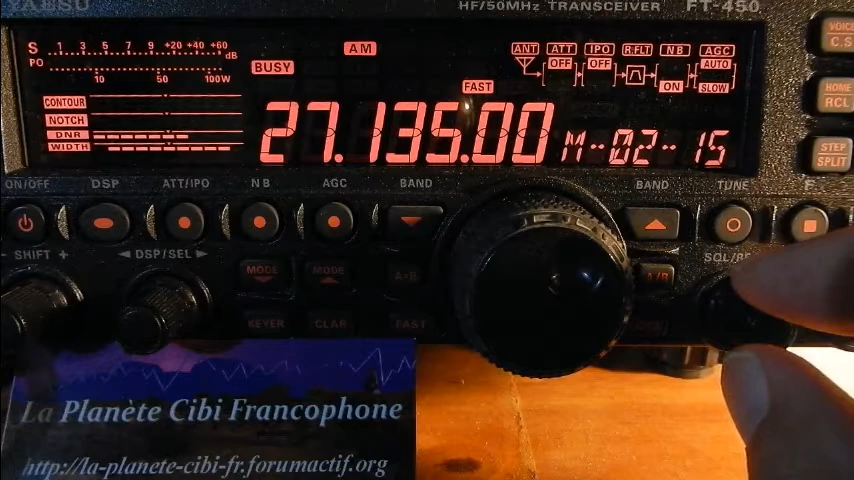 YAESU HF/50MHz TRANSCEIVER FT-450
S 1 3 5 7 9 +20 +40 +60 dB
PO 10 50 100W
BUSY
AM
FAST
ANT ATT IPO R.FLT NB AGC
OFF OFF AUTO
ON SLOW
CONTOUR
NOTCH
DNR
WIDTH
27.135.00 M-02-15
VOICE
C.S
HOME
RCL
STEP
SPLIT
ON/OFF DSP ATT/IPO NB AGC BAND BAND TUNE F
- SHIFT + ◄DSP/SEL► SQL/RF
MODE MODE A=B A/B
KEYER CLAR FAST
La Planète Cibi Francophone
http://la-planete-cibi-fr.forumactif.org